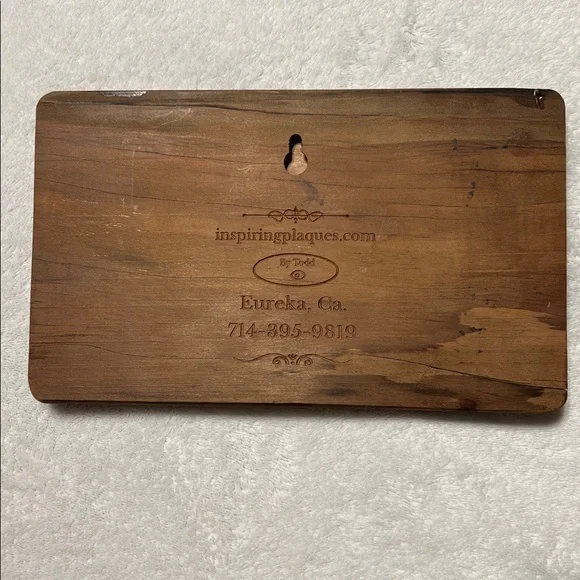 inspiringplaques.com
By Todd
Eureka, Ca.
714-395-9819